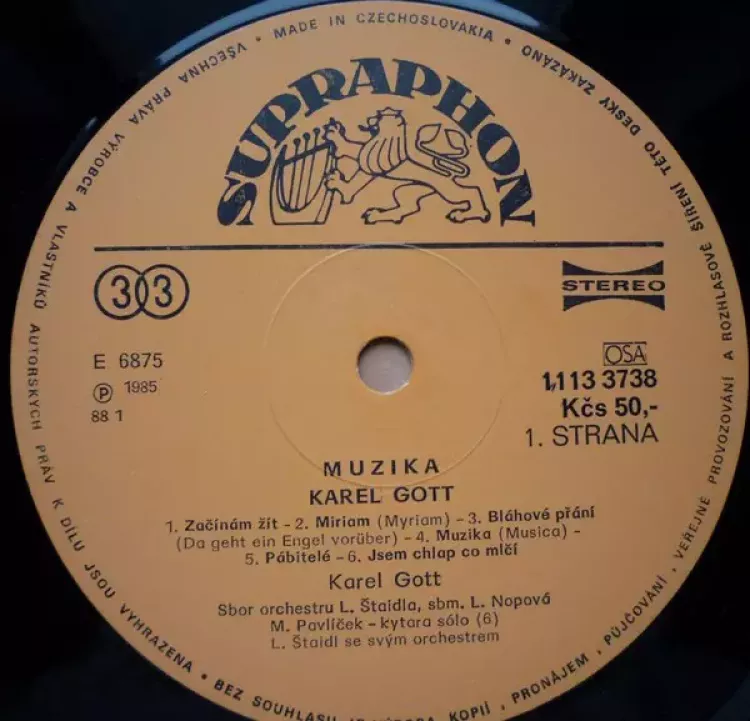 • MADE IN CZECHOSLOVAKIA •
ZAKÁZÁNO VEŘEJNÉ PROVOZOVÁNÍ A ROZHLASOVÉ ŠÍŘENÍ TÉTO DESKY
VŠECHNA PRÁVA VÝROBCE A VLASTNÍKŮ AUTORSKÝCH PRÁV K DÍLU JSOU VYHRAZENA • BEZ SOUHLASU KOPIÍ, PRONÁJEM, PŮJČOVÁNÍ,
SUPRAPHON
33
STEREO
E 6875
OSA
Ⓟ 1985
1113 3738
88 1
Kčs 50,-
1. STRANA
MUZIKA
KAREL GOTT
1. Začínám žít – 2. Miriam (Myriam) – 3. Bláhové přání
(Da geht ein Engel vorüber) – 4. Muzika (Musica) –
5. Pábitelé – 6. Jsem chlap co mlčí
Karel Gott
Sbor orchestru L. Štaidla, sbm. L. Nopová
M. Pavlíček – kytara sólo (6)
L. Štaidl se svým orchestrem